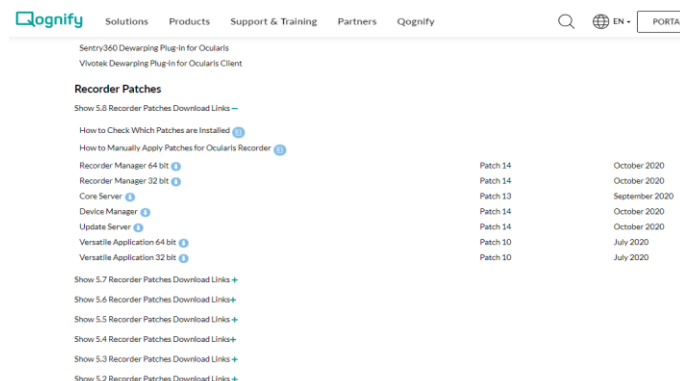 Qognify Solutions Products Support & Training Partners Qognify EN PORTA
Sentry360 Dewarping Plug-in for Ocularis
Vivotek Dewarping Plug-in for Ocularis Client
Recorder Patches
Show 5.8 Recorder Patches Download Links –
How to Check Which Patches are Installed
How to Manually Apply Patches for Ocularis Recorder
Recorder Manager 64 bit Patch 14 October 2020
Recorder Manager 32 bit Patch 14 October 2020
Core Server Patch 13 September 2020
Device Manager Patch 14 October 2020
Update Server Patch 14 October 2020
Versatile Application 64 bit Patch 10 July 2020
Versatile Application 32 bit Patch 10 July 2020
Show 5.7 Recorder Patches Download Links +
Show 5.6 Recorder Patches Download Links+
Show 5.5 Recorder Patches Download Links +
Show 5.4 Recorder Patches Download Links+
Show 5.3 Recorder Patches Download Links +
Show 5.2 Recorder Patches Download Links +